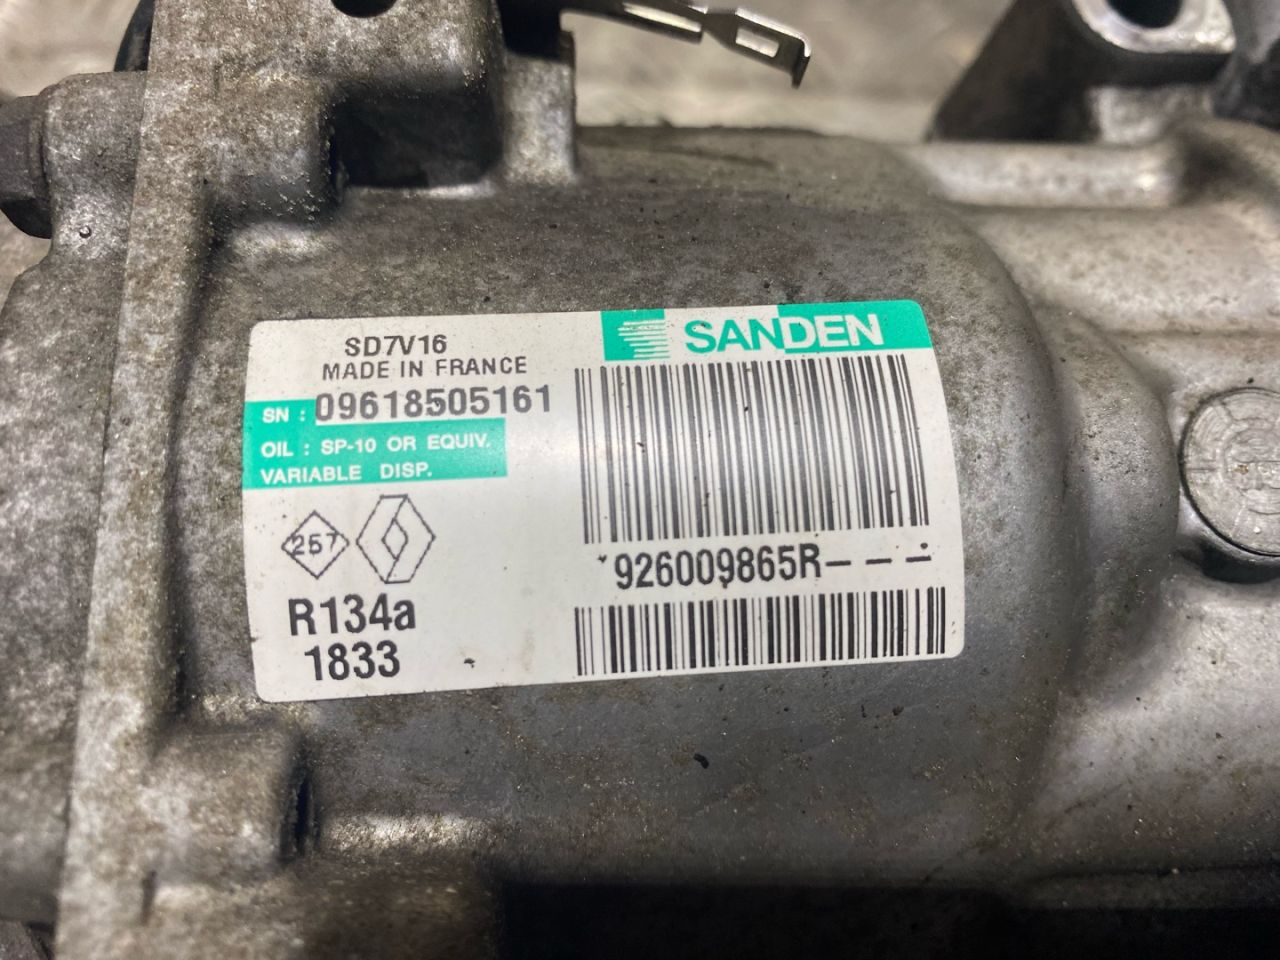 SD7V16
MADE IN FRANCE
SANDEN
SN : 09618505161
OIL : SP-10 OR EQUIV.
VARIABLE DISP.
257
926009865R---
R134a
1833